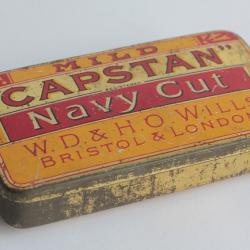 MILD
"CAPSTAN"
Navy Cut
W.D. & H.O. WILLS
BRISTOL & LONDON